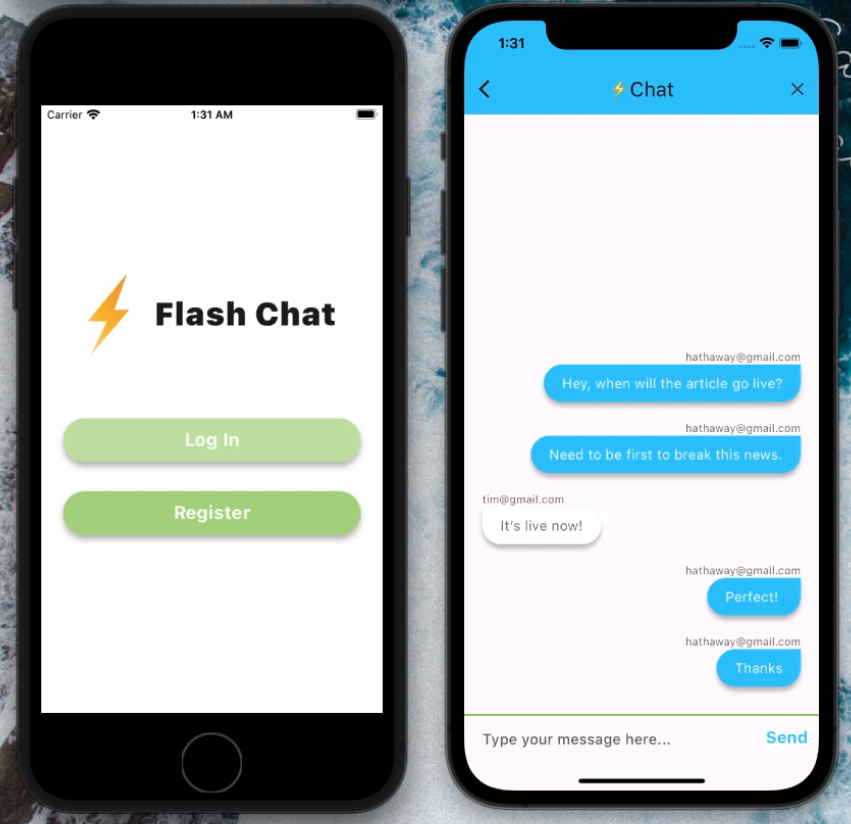 Carrier
1:31 AM
Flash Chat
Log In
Register
1:31
⚡Chat
hathaway@gmail.com
Hey, when will the article go live?
hathaway@gmail.com
Need to be first to break this news.
tim@gmail.com
It's live now!
hathaway@gmail.com
Perfect!
hathaway@gmail.com
Thanks
Type your message here...
Send